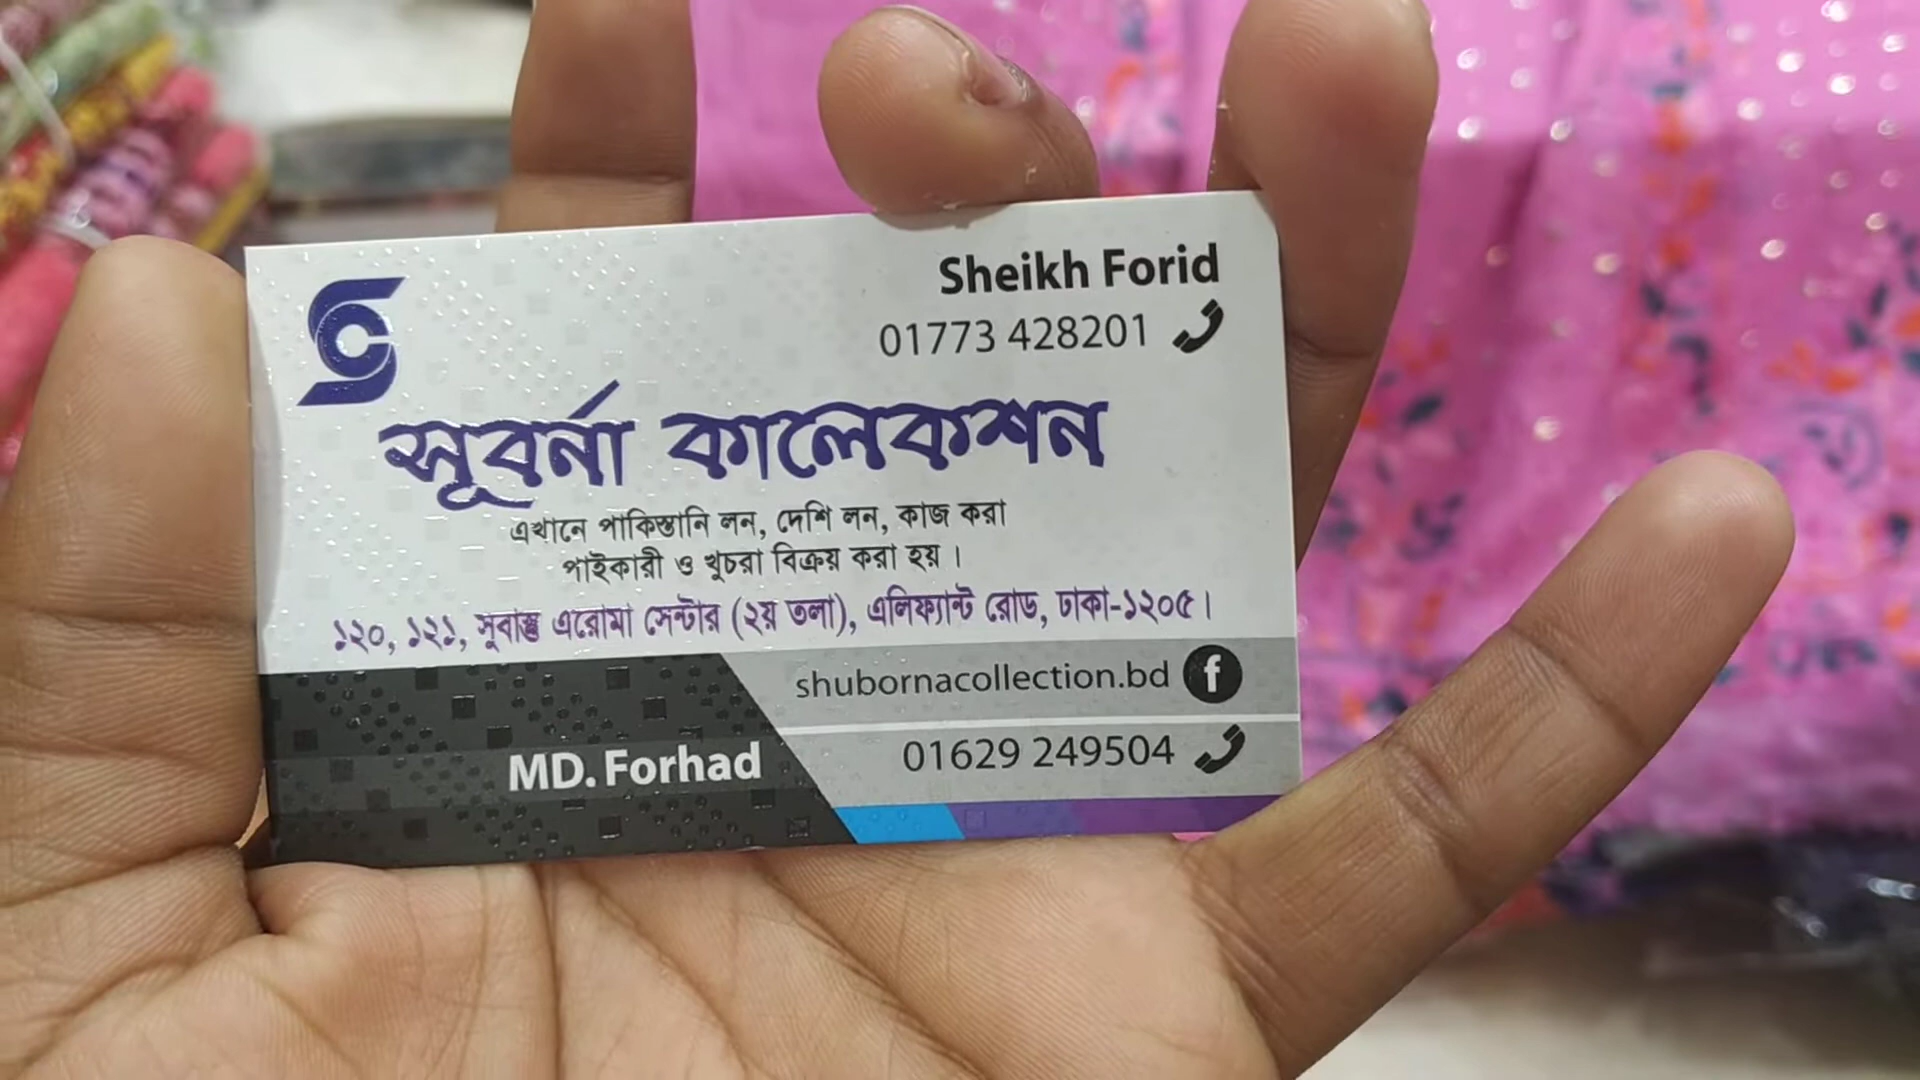 Sheikh Forid
01773 428201
সূবর্না কালেকশন
এখানে পাকিস্তানি লন, দেশি লন, কাজ করা
পাইকারী ও খুচরা বিক্রয় করা হয়।
১২০, ১২১, সুবাস্তু এরোমা সেন্টার (২য় তলা), এলিফ্যান্ট রোড, ঢাকা-১২০৫।
shubornacollection.bd
MD. Forhad
01629 249504